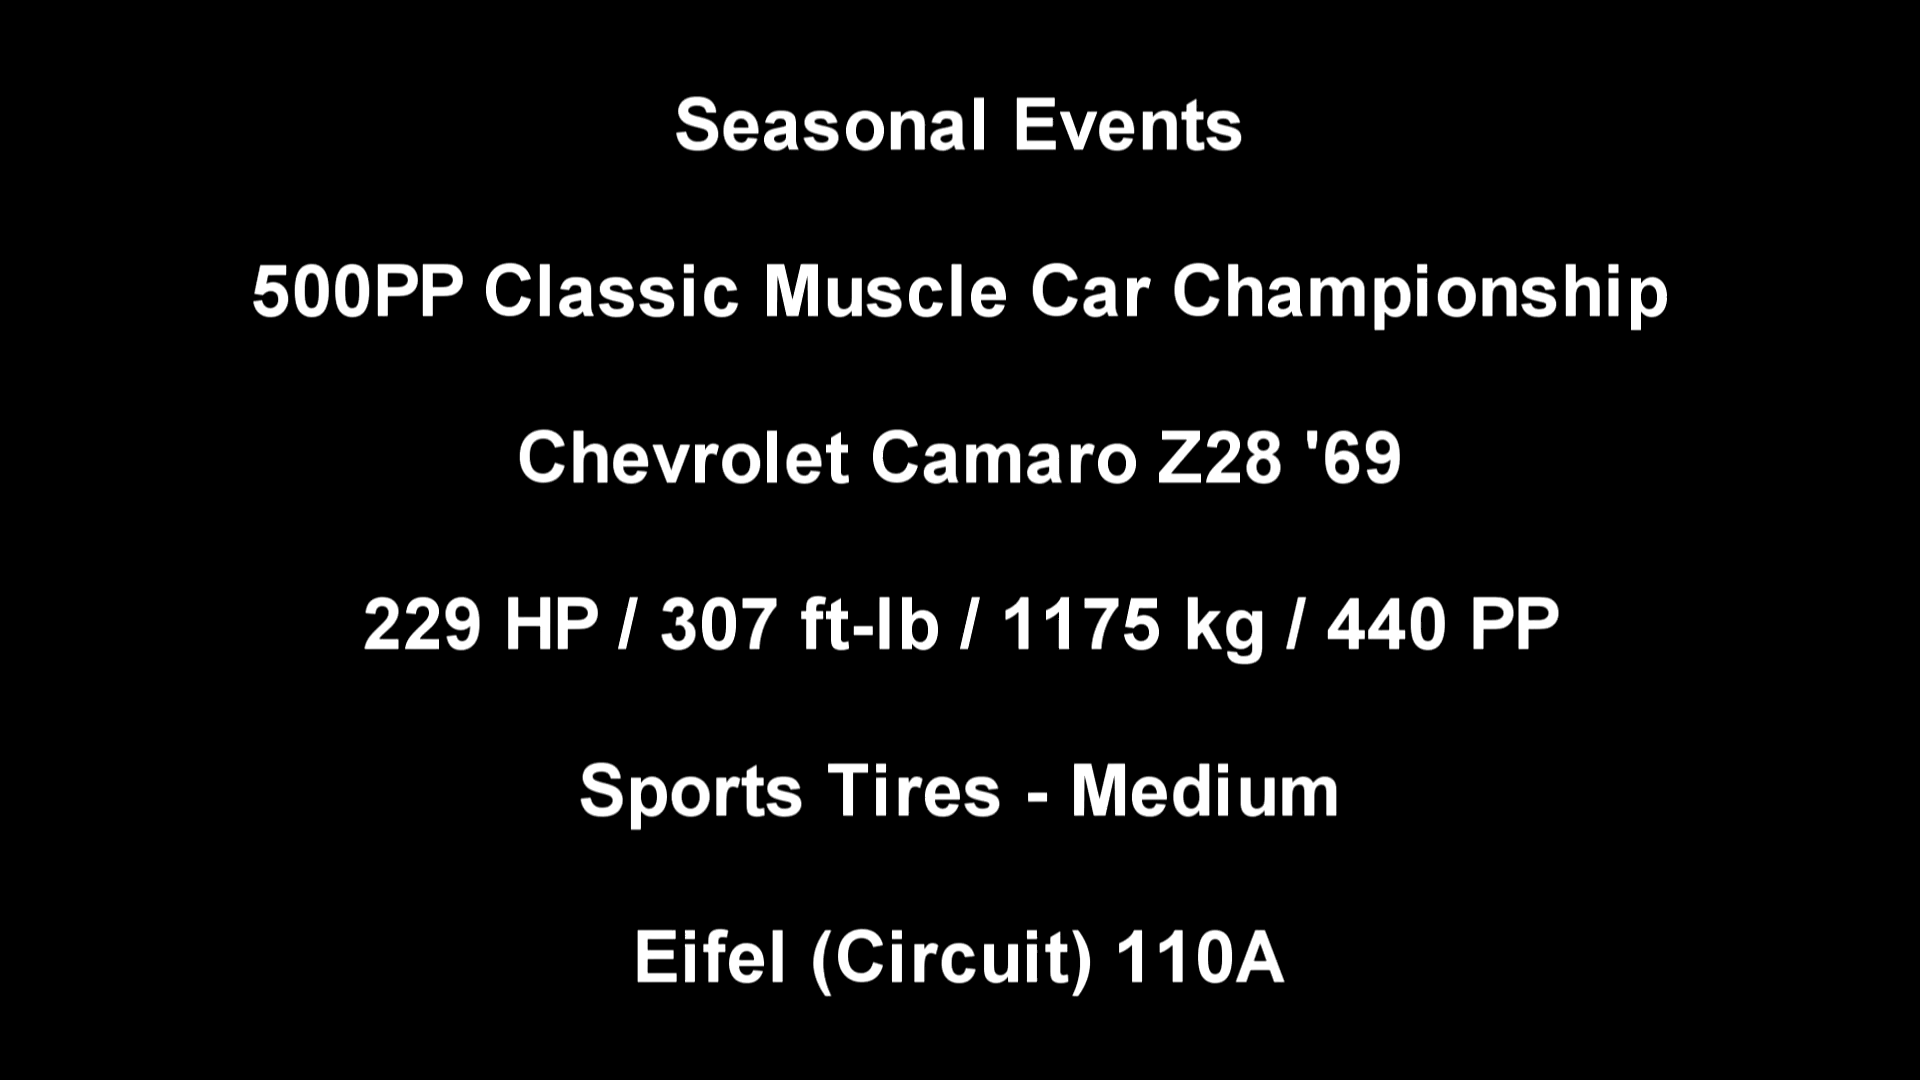 Seasonal Events
500PP Classic Muscle Car Championship
Chevrolet Camaro Z28 '69
229 HP / 307 ft-lb / 1175 kg / 440 PP
Sports Tires - Medium
Eifel (Circuit) 110A